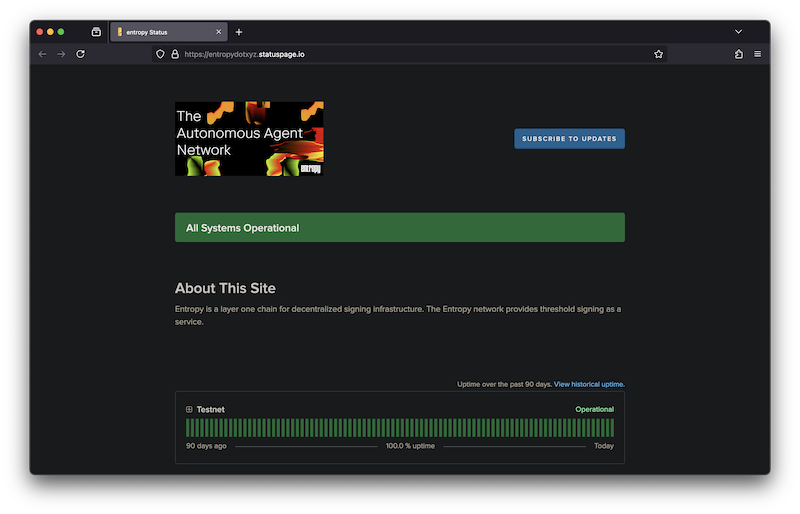 entropy Status
https://entropydotxyz.statuspage.io
The
Autonomous Agent
Network
entropy
SUBSCRIBE TO UPDATES
All Systems Operational
About This Site
Entropy is a layer one chain for decentralized signing infrastructure. The Entropy network provides threshold signing as a
service.
Uptime over the past 90 days. View historical uptime.
Testnet
Operational
90 days ago
100.0 % uptime
Today